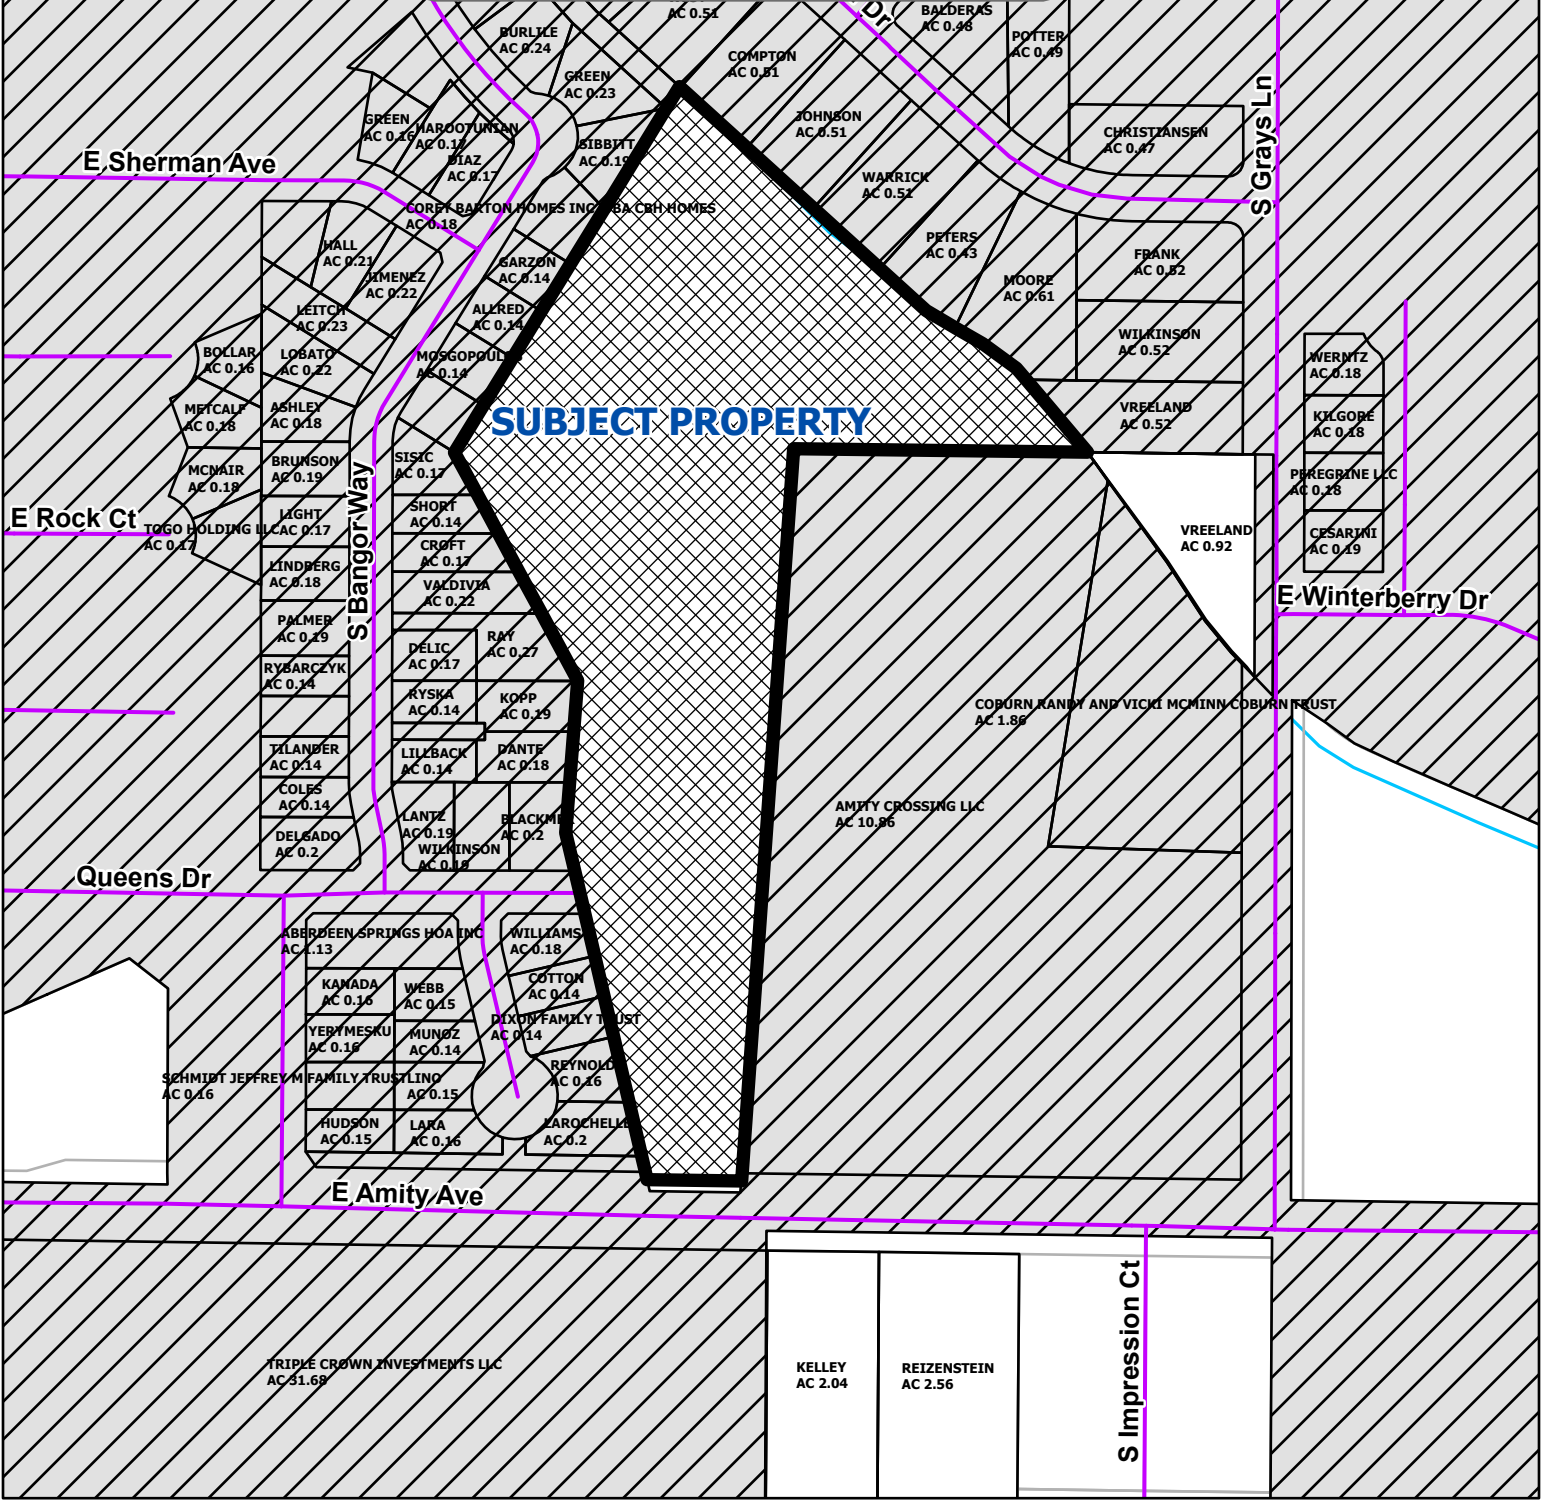 AC 0.51
Dr
BALDERAS
AC 0.48
POTTER
AC 0.49
BURLILE
AC 0.24
COMPTON
AC 0.51
GREEN
AC 0.23
JOHNSON
AC 0.51
CHRISTIANSEN
AC 0.47
S Grays Ln
GREEN
AC 0.16
HAROOTUNIAN
AC 0.17
DIAZ
AC 0.17
SIBBITT
AC 0.19
E Sherman Ave
WARRICK
AC 0.51
COREY BARTON HOMES INC DBA CBH HOMES
AC 0.18
PETERS
AC 0.43
HALL
AC 0.21
JIMENEZ
AC 0.22
GARZON
AC 0.14
FRANK
AC 0.52
MOORE
AC 0.61
LEITCH
AC 0.23
ALLRED
AC 0.14
WILKINSON
AC 0.52
BOLLAR
AC 0.16
LOBATO
AC 0.22
MOSGOPOULOS
AC 0.14
WERNTZ
AC 0.18
METCALF
AC 0.18
ASHLEY
AC 0.18
SUBJECT PROPERTY
VREELAND
AC 0.52
KILGORE
AC 0.18
MCNAIR
AC 0.18
BRUNSON
AC 0.19
SISIC
AC 0.17
PEREGRINE LLC
AC 0.18
E Rock Ct
TOGO HOLDING LLC
AC 0.17
LIGHT
AC 0.17
S Bangor Way
SHORT
AC 0.14
VREELAND
AC 0.92
CESARINI
AC 0.19
CROFT
AC 0.17
LINDBERG
AC 0.18
VALDIVIA
AC 0.22
E Winterberry Dr
PALMER
AC 0.19
DELIC
AC 0.17
RAY
AC 0.27
RYBARCZYK
AC 0.14
RYSKA
AC 0.14
KOPP
AC 0.19
COBURN RANDY AND VICKI MCMINN COBURN TRUST
AC 1.86
TILANDER
AC 0.14
LILLBACK
AC 0.14
DANTE
AC 0.18
COLES
AC 0.14
AMITY CROSSING LLC
AC 10.86
LANTZ
AC 0.19
BLACKME
AC 0.2
DELGADO
AC 0.2
WILKINSON
AC 0.19
Queens Dr
ABERDEEN SPRINGS HOA INC
AC 1.13
WILLIAMS
AC 0.18
KANADA
AC 0.16
WEBB
AC 0.15
COTTON
AC 0.14
YERYMESKU
AC 0.16
MUNOZ
AC 0.14
DIXON FAMILY TRUST
AC 0.14
SCHMIDT JEFFREY M FAMILY TRUST
AC 0.16
LINO
AC 0.15
REYNOLD
AC 0.16
HUDSON
AC 0.15
LARA
AC 0.16
LAROCHELLE
AC 0.2
E Amity Ave
TRIPLE CROWN INVESTMENTS LLC
AC 31.68
KELLEY
AC 2.04
REIZENSTEIN
AC 2.56
S Impression Ct